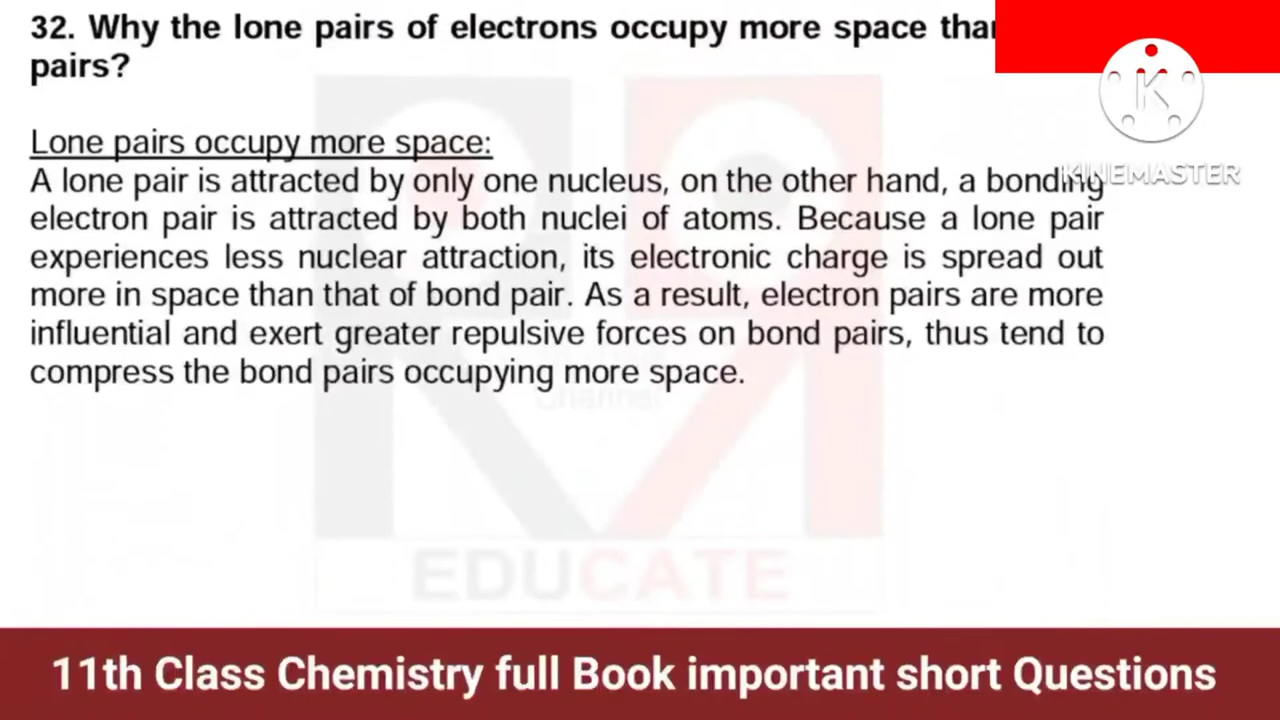 32. Why the lone pairs of electrons occupy more space than
pairs?
Lone pairs occupy more space:
A lone pair is attracted by only one nucleus, on the other hand, a bonding
electron pair is attracted by both nuclei of atoms. Because a lone pair
experiences less nuclear attraction, its electronic charge is spread out
more in space than that of bond pair. As a result, electron pairs are more
influential and exert greater repulsive forces on bond pairs, thus tend to
compress the bond pairs occupying more space.
K
KINEMASTER
Channel
EDUCATE
11th Class Chemistry full Book important short Questions